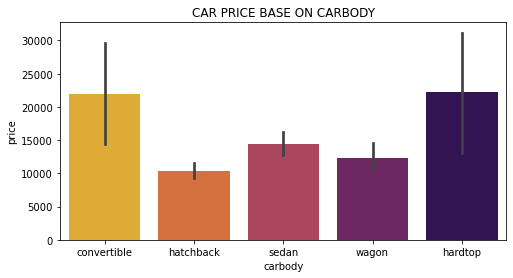 CAR PRICE BASE ON CARBODY
30000
25000
20000
15000
10000
5000
0
price
convertible hatchback sedan wagon hardtop
carbody